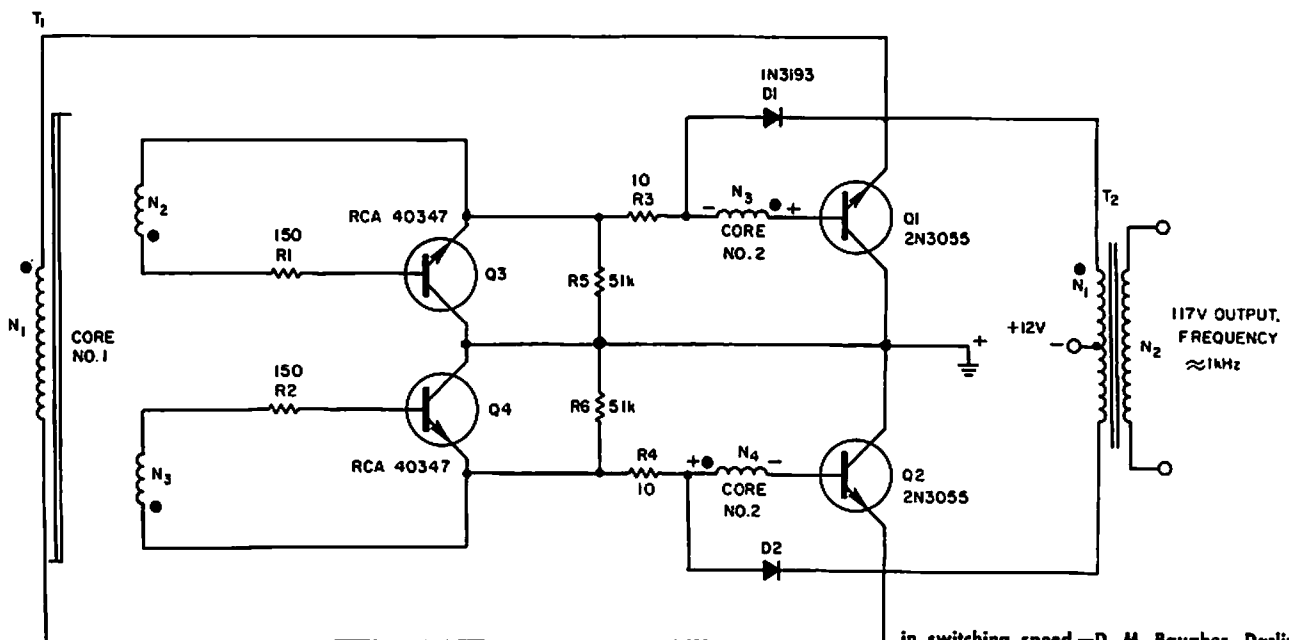 T1
1N3193
D1
N2
10
R3
N3
- +
CORE
NO.2
Q1
2N3055
T2
RCA 40347
150
R1
Q3
R5 51k
N1
CORE
NO.1
+12V
-
+
N1
N2
117V OUTPUT.
FREQUENCY
≈1kHz
150
R2
Q4
R6 51k
RCA 40347
N3
R4
10
+ -
N4
CORE
NO.2
Q2
2N3055
D2
in switching speed.—D. M. Baugher,